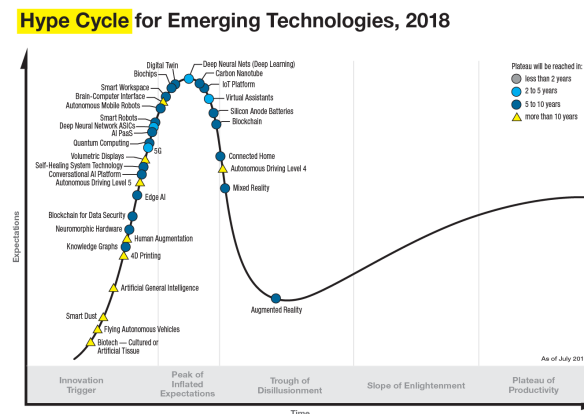 Hype Cycle for Emerging Technologies, 2018
Plateau will be reached in:
less than 2 years
2 to 5 years
5 to 10 years
more than 10 years
Expectations
Digital Twin
Biochips
Smart Workspace
Brain-Computer Interface
Autonomous Mobile Robots
Smart Robots
Deep Neural Network ASICs
AI PaaS
Quantum Computing
5G
Volumetric Displays
Self-Healing System Technology
Conversational AI Platform
Autonomous Driving Level 5
Edge AI
Blockchain for Data Security
Neuromorphic Hardware
Human Augmentation
Knowledge Graphs
4D Printing
Artificial General Intelligence
Smart Dust
Flying Autonomous Vehicles
Biotech — Cultured or
Artificial Tissue
Deep Neural Nets (Deep Learning)
Carbon Nanotube
IoT Platform
Virtual Assistants
Silicon Anode Batteries
Blockchain
Connected Home
Autonomous Driving Level 4
Mixed Reality
Augmented Reality
As of July 201
Innovation
Trigger
Peak of
Inflated
Expectations
Trough of
Disillusionment
Slope of Enlightenment
Plateau of
Productivity
Time